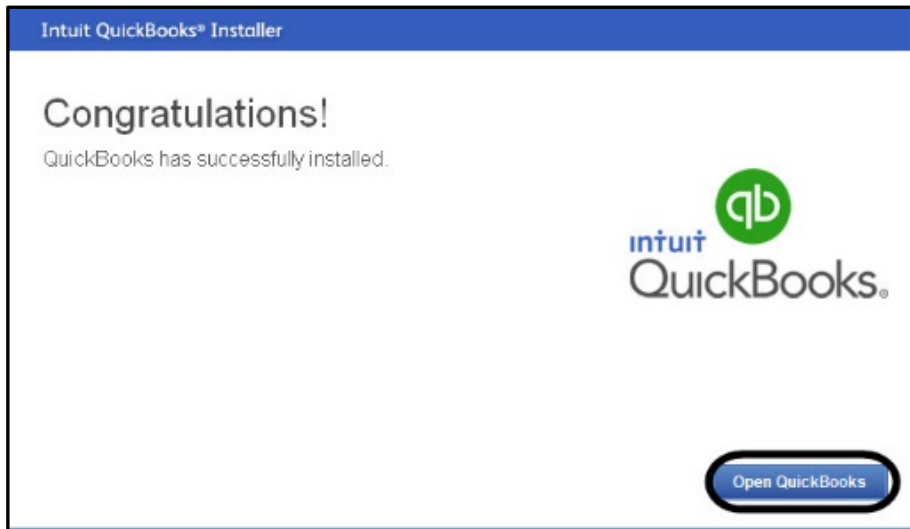 Intuit QuickBooks® Installer
Congratulations!
QuickBooks has successfully installed.
qb
intuit
QuickBooks®
Open QuickBooks